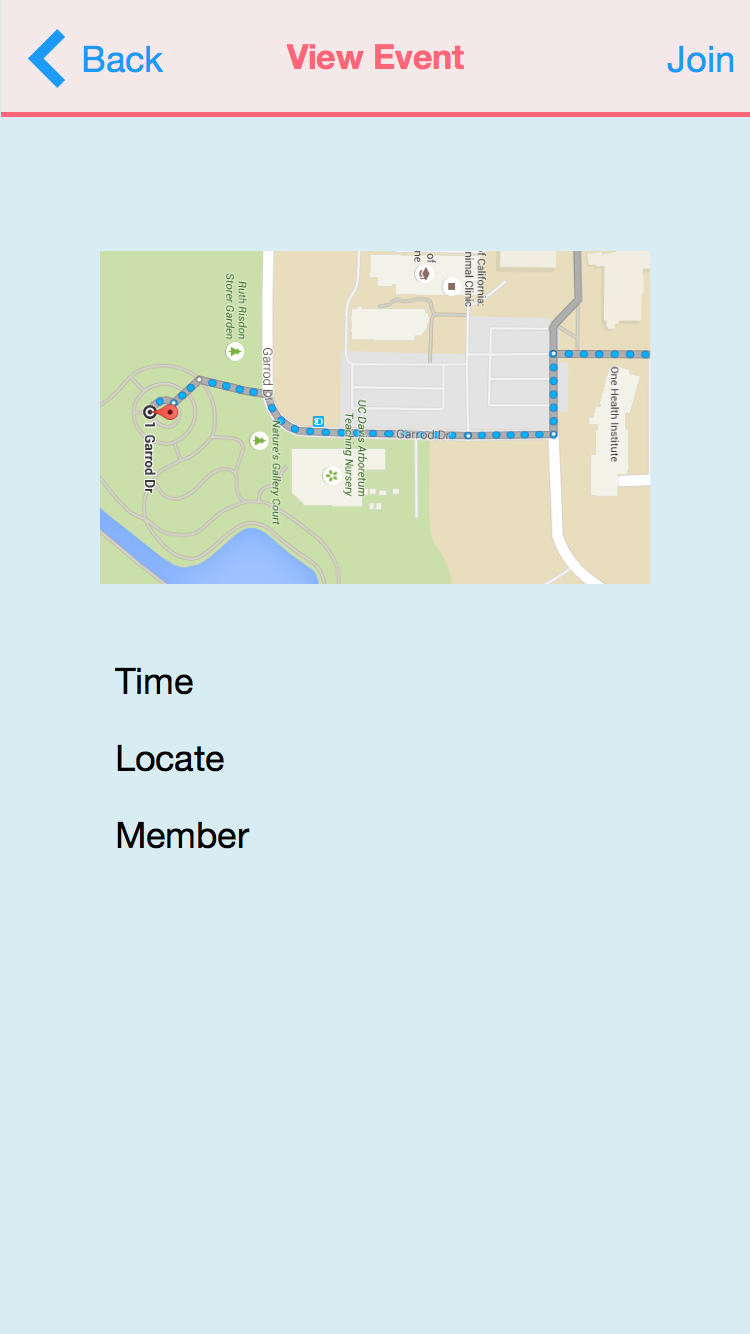 Back
View Event
Join
of
ne
of California:
nimal Clinic
Ruth Risdon
Storer Garden
Garrod Dr
One Health Institute
UC Davis Arboretum
Teaching Nursery
Garrod Dr
Nature's Gallery Court
1 Garrod Dr
Time
Locate
Member